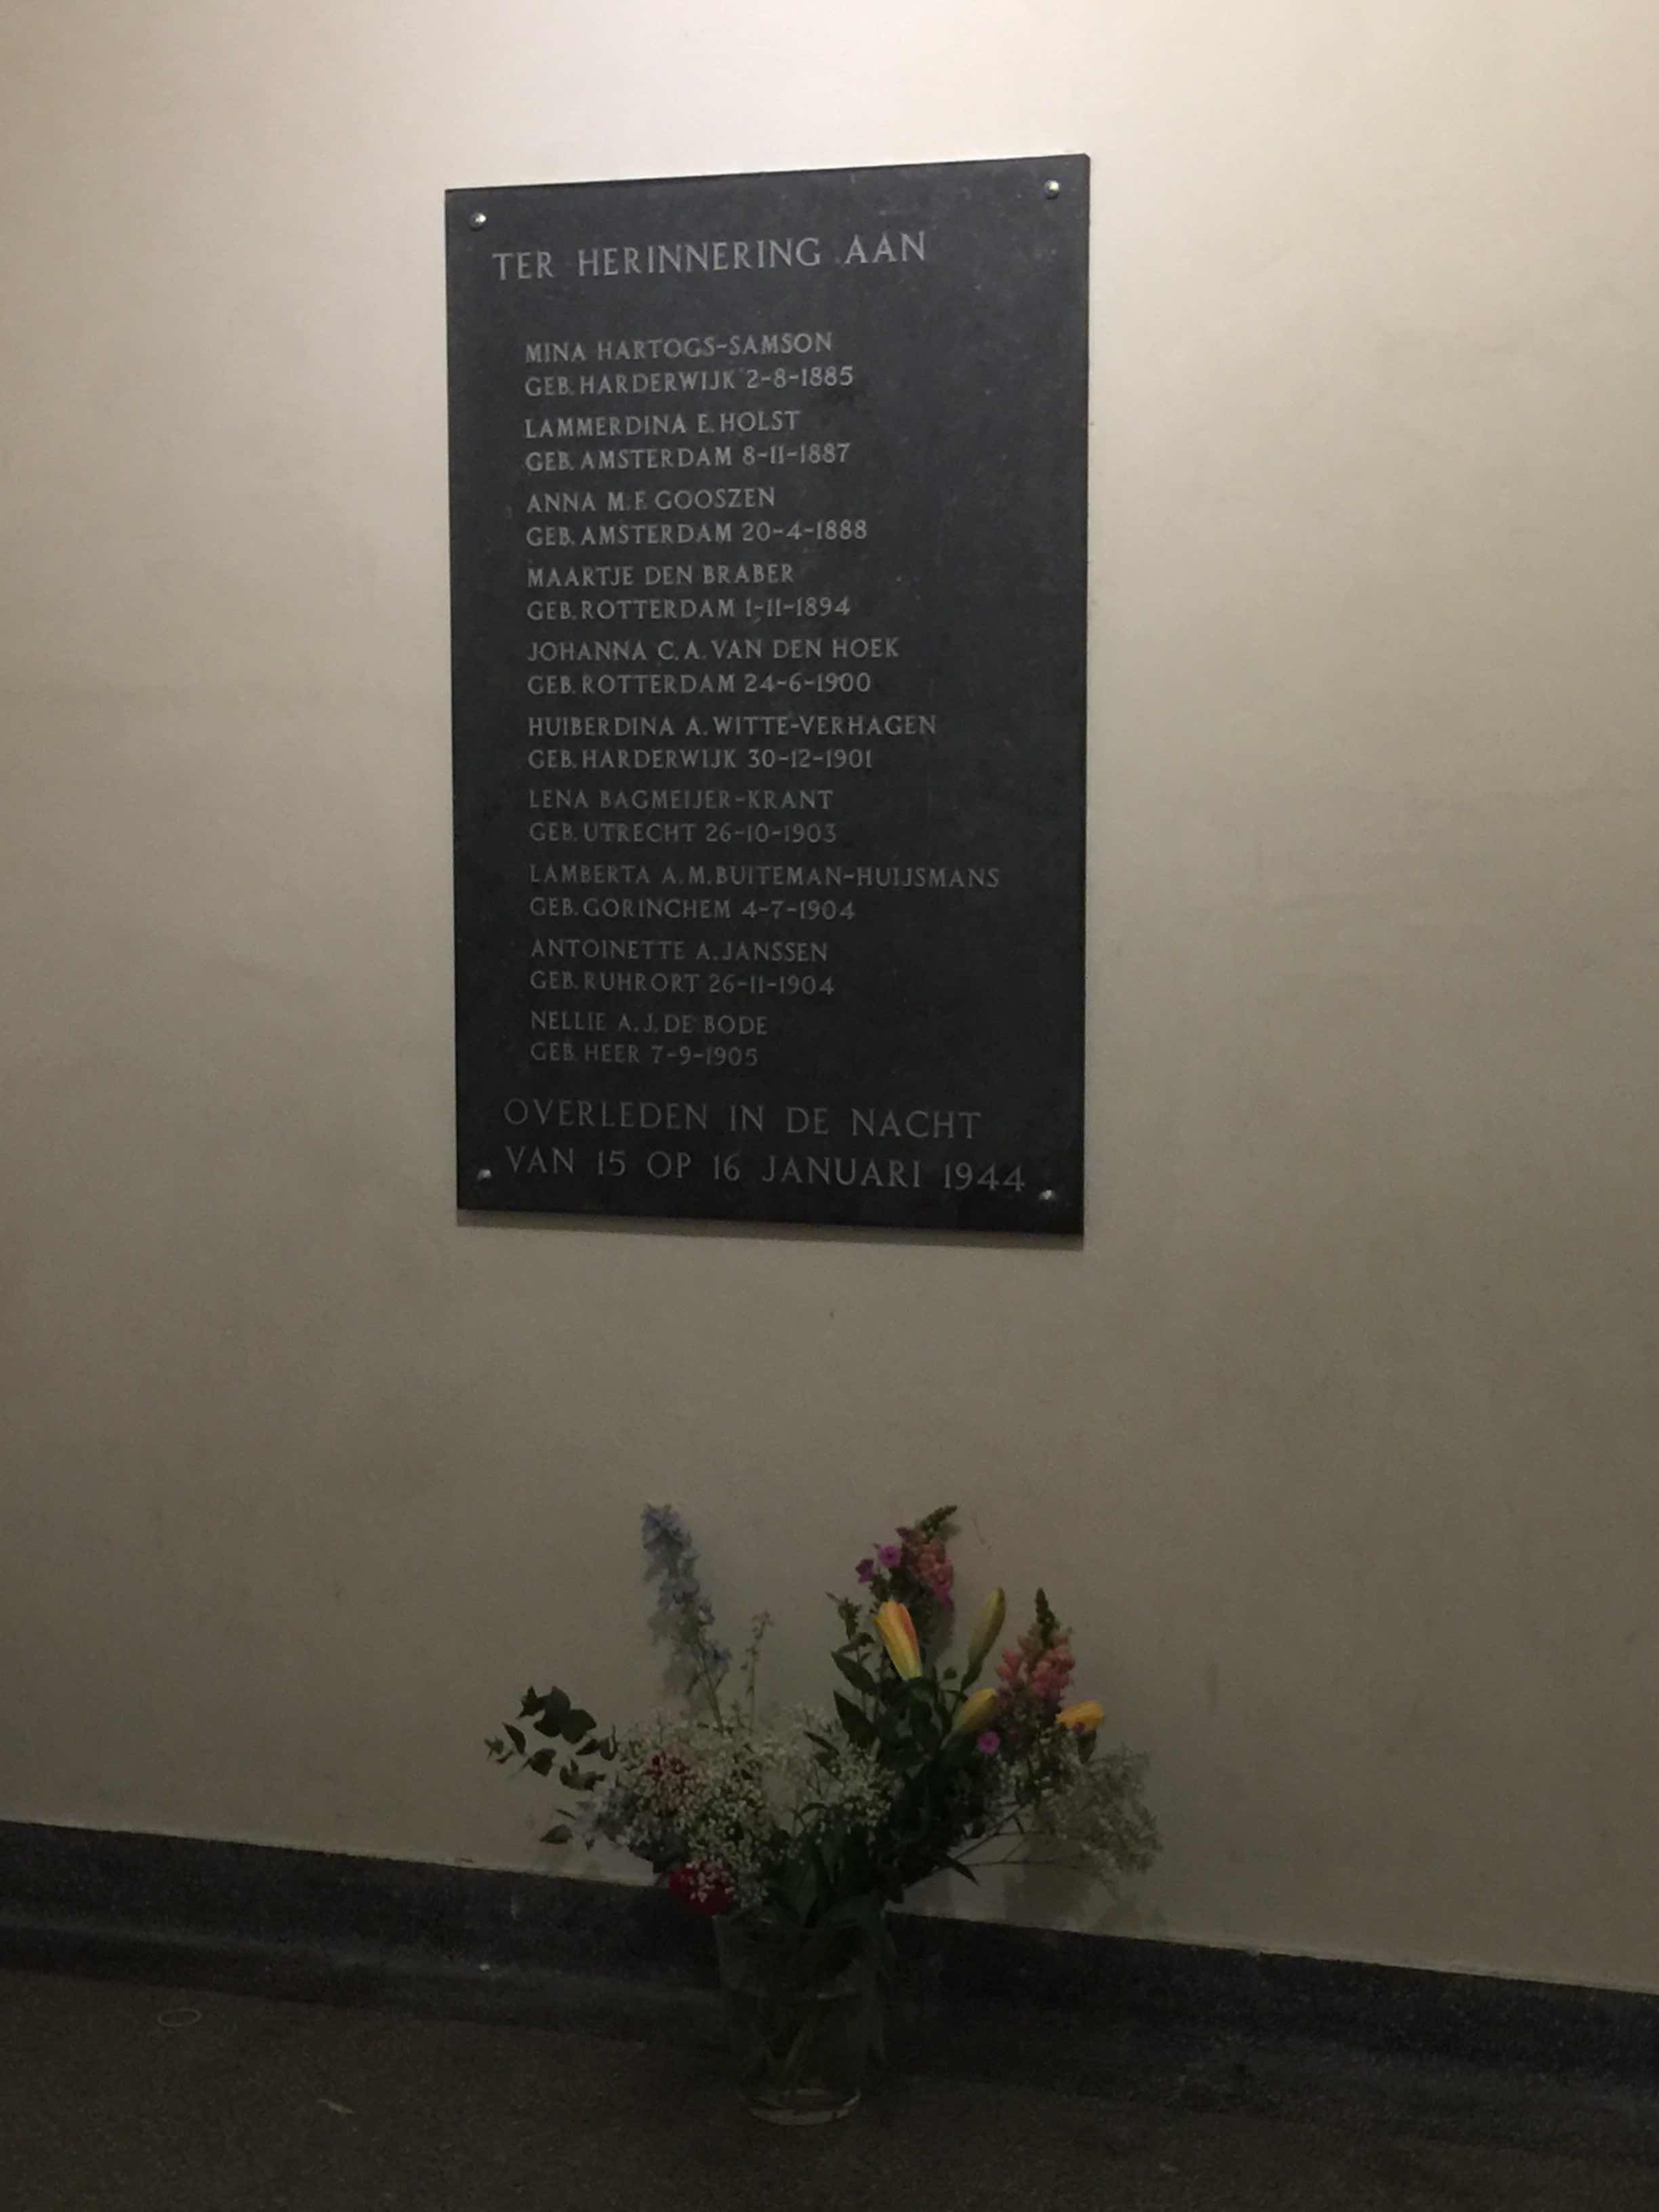 TER HERINNERING AAN
MINA HARTOGS-SAMSON
GEB. HARDERWIJK 2-8-1885
LAMMERDINA E. HOLST
GEB. AMSTERDAM 8-11-1887
ANNA M.F. GOOSZEN
GEB. AMSTERDAM 20-4-1888
MAARTJE DEN BRABER
GEB. ROTTERDAM 1-11-1894
JOHANNA C.A. VAN DEN HOEK
GEB. ROTTERDAM 24-6-1900
HUIBERDINA A. WITTE-VERHAGEN
GEB. HARDERWIJK 30-12-1901
LENA BAGMEIJER-KRANT
GEB. UTRECHT 26-10-1903
LAMBERTA A.M. BUITEMAN-HUIJSMANS
GEB. GORINCHEM 4-7-1904
ANTOINETTE A. JANSSEN
GEB. RUHRORT 26-11-1904
NELLIE A.J. DE BODE
GEB. HEER 7-9-1905
OVERLEDEN IN DE NACHT
VAN 15 OP 16 JANUARI 1944